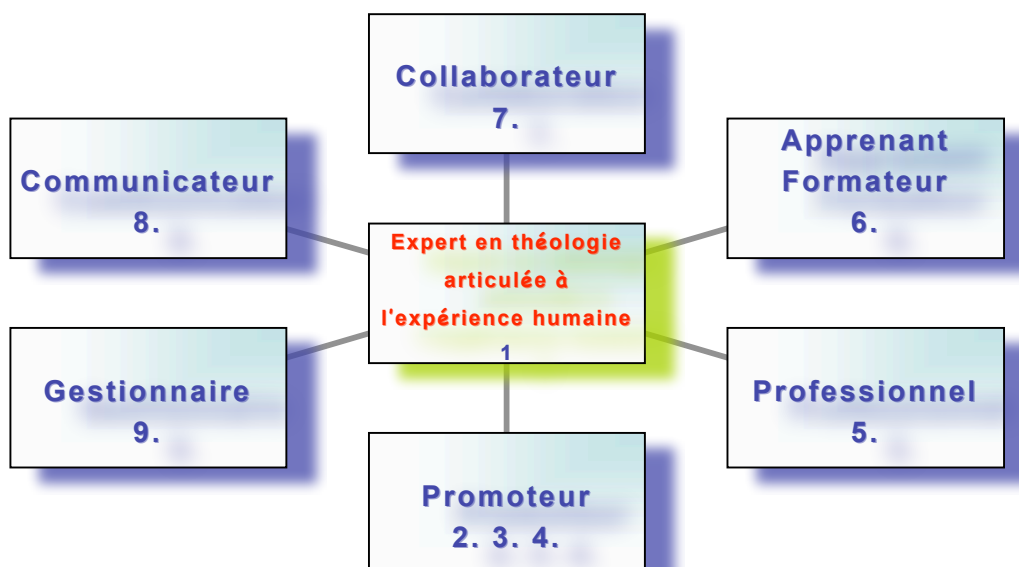 Collaborateur
7.
Communicateur
8.
Apprenant
Formateur
6.
Expert en théologie
articulée à
l'expérience humaine
1
Gestionnaire
9.
Professionnel
5.
Promoteur
2. 3. 4.